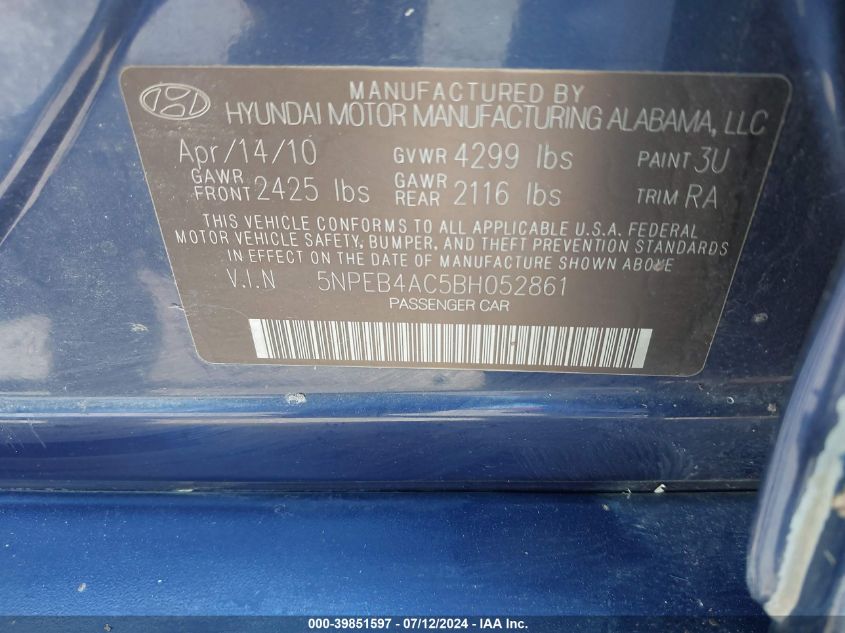 MANUFACTURED BY
HYUNDAI MOTOR MANUFACTURING ALABAMA, LLC
Apr/14/10 GVWR 4299 lbs PAINT 3U
GAWR FRONT 2425 lbs GAWR REAR 2116 lbs TRIM RA
THIS VEHICLE CONFORMS TO ALL APPLICABLE U.S.A. FEDERAL
MOTOR VEHICLE SAFETY, BUMPER, AND THEFT PREVENTION STANDARDS
IN EFFECT ON THE DATE OF MANUFACTURE SHOWN ABOVE
V.I.N 5NPEB4AC5BH052861
PASSENGER CAR
000-39851597 - 07/12/2024 - IAA Inc.